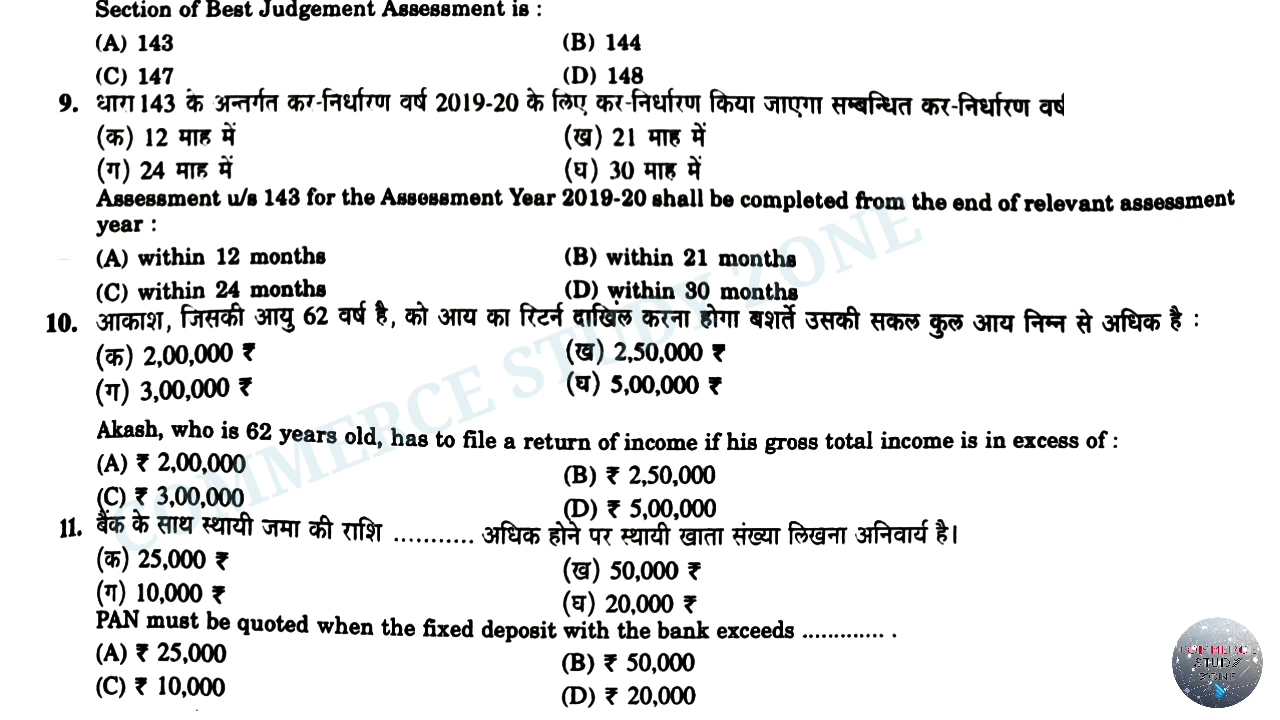 Section of Best Judgement Assessment is :
(A) 143 (B) 144
(C) 147 (D) 148
9. धारा 143 के अन्तर्गत कर-निर्धारण वर्ष 2019-20 के लिए कर-निर्धारण किया जाएगा सम्बन्धित कर-निर्धारण वर्ष
(क) 12 माह में (ख) 21 माह में
(ग) 24 माह में (घ) 30 माह में
Assessment u/s 143 for the Assessment Year 2019-20 shall be completed from the end of relevant assessment
year :
(A) within 12 months (B) within 21 months
(C) within 24 months (D) within 30 months
10. आकाश, जिसकी आयु 62 वर्ष है, को आय का रिटर्न दाखिल करना होगा बशर्ते उसकी सकल कुल आय निम्न से अधिक है :
(क) 2,00,000 ₹ (ख) 2,50,000 ₹
(ग) 3,00,000 ₹ (घ) 5,00,000 ₹
Akash, who is 62 years old, has to file a return of income if his gross total income is in excess of :
(A) ₹ 2,00,000 (B) ₹ 2,50,000
(C) ₹ 3,00,000 (D) ₹ 5,00,000
11. बैंक के साथ स्थायी जमा की राशि ........... अधिक होने पर स्थायी खाता संख्या लिखना अनिवार्य है।
(क) 25,000 ₹ (ख) 50,000 ₹
(ग) 10,000 ₹ (घ) 20,000 ₹
PAN must be quoted when the fixed deposit with the bank exceeds ............. .
(A) ₹ 25,000 (B) ₹ 50,000
(C) ₹ 10,000 (D) ₹ 20,000
COMMERCE STUDY ZONE
COMMERCE
STUDY
ZONE